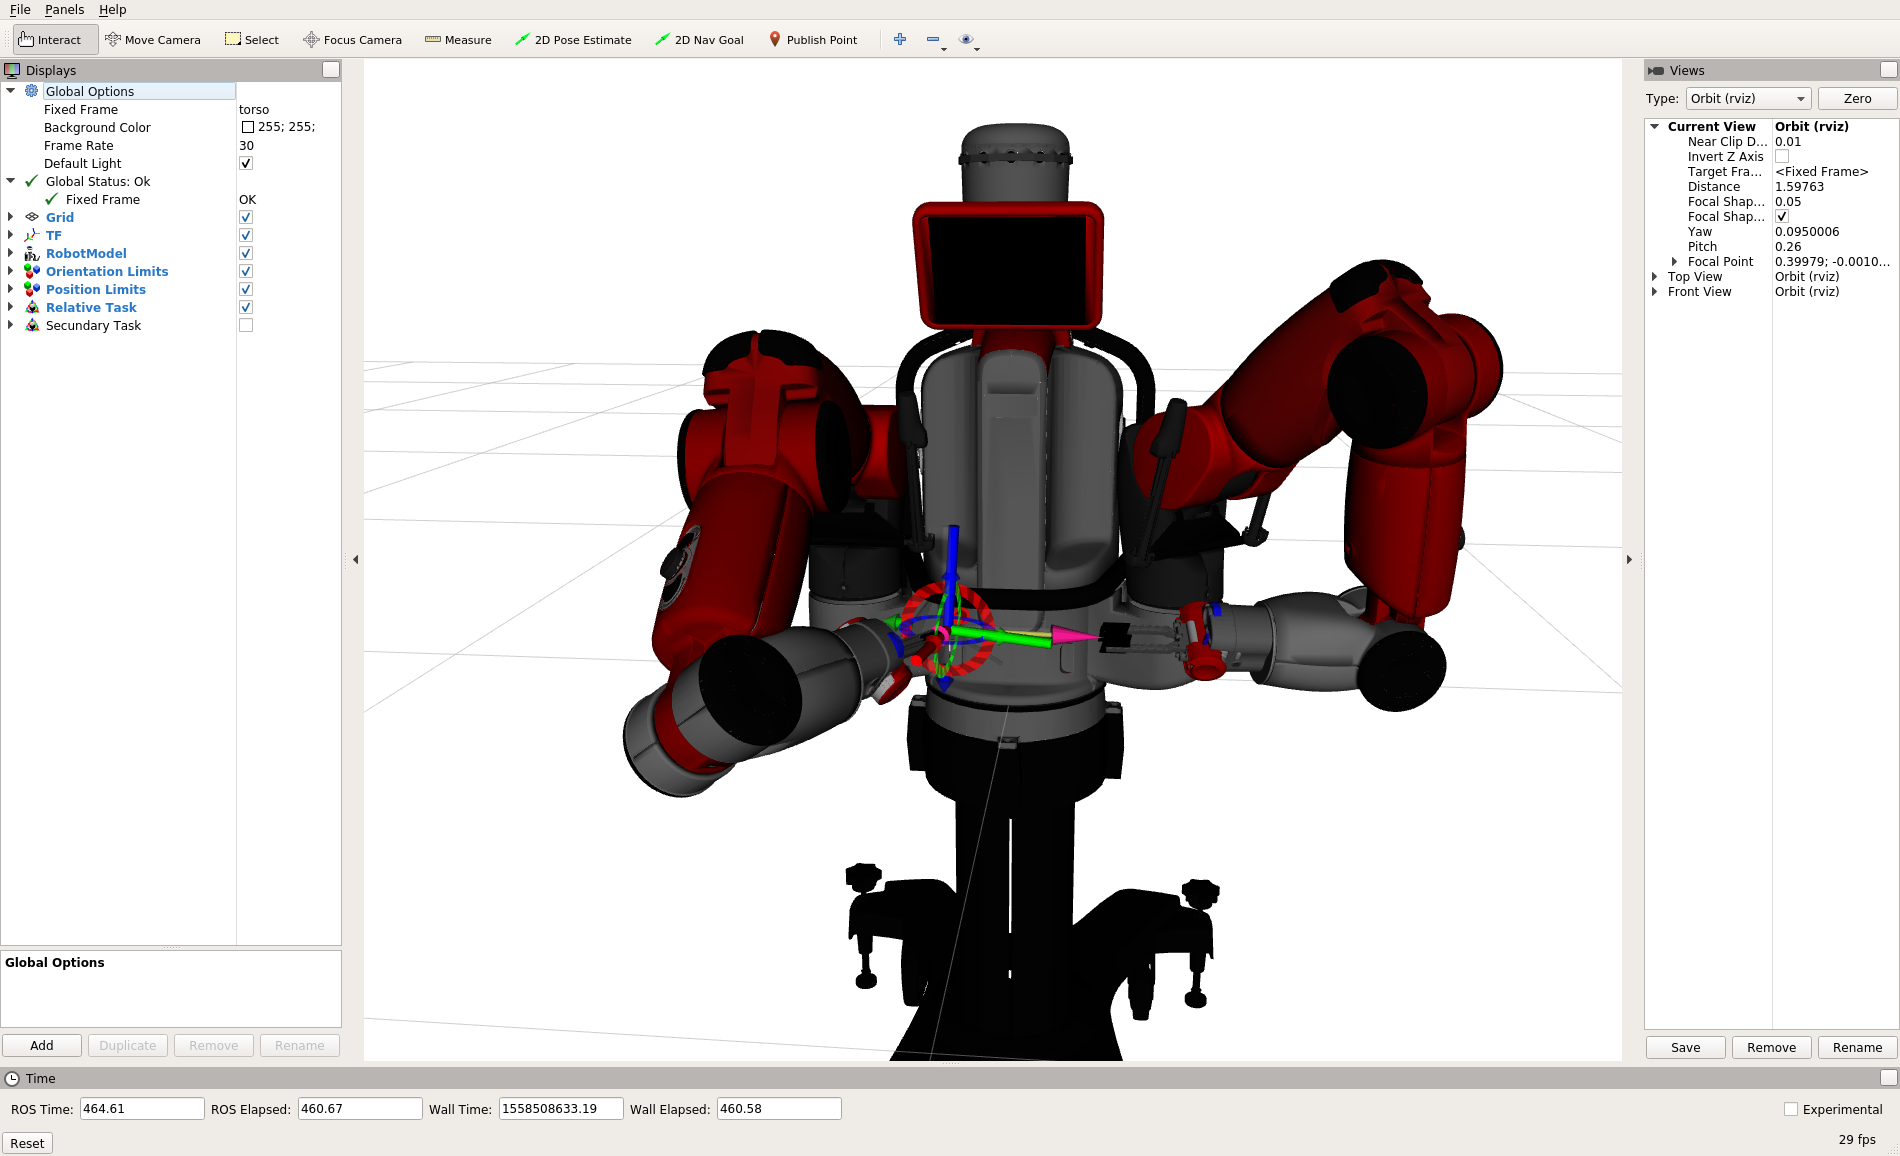 File Panels Help
Interact Move Camera Select Focus Camera Measure 2D Pose Estimate 2D Nav Goal Publish Point
Displays
Global Options
Fixed Frame torso
Background Color 255; 255;
Frame Rate 30
Default Light
Global Status: Ok
Fixed Frame OK
Grid
TF
RobotModel
Orientation Limits
Position Limits
Relative Task
Secundary Task
Global Options
Add Duplicate Remove Rename
Views
Type: Orbit (rviz) Zero
Current View Orbit (rviz)
Near Clip D... 0.01
Invert Z Axis
Target Fra... <Fixed Frame>
Distance 1.59763
Focal Shap... 0.05
Focal Shap...
Yaw 0.0950006
Pitch 0.26
Focal Point 0.39979; -0.0010...
Top View Orbit (rviz)
Front View Orbit (rviz)
Save Remove Rename
Time
ROS Time: 464.61 ROS Elapsed: 460.67 Wall Time: 1558508633.19 Wall Elapsed: 460.58 Experimental
Reset 29 fps